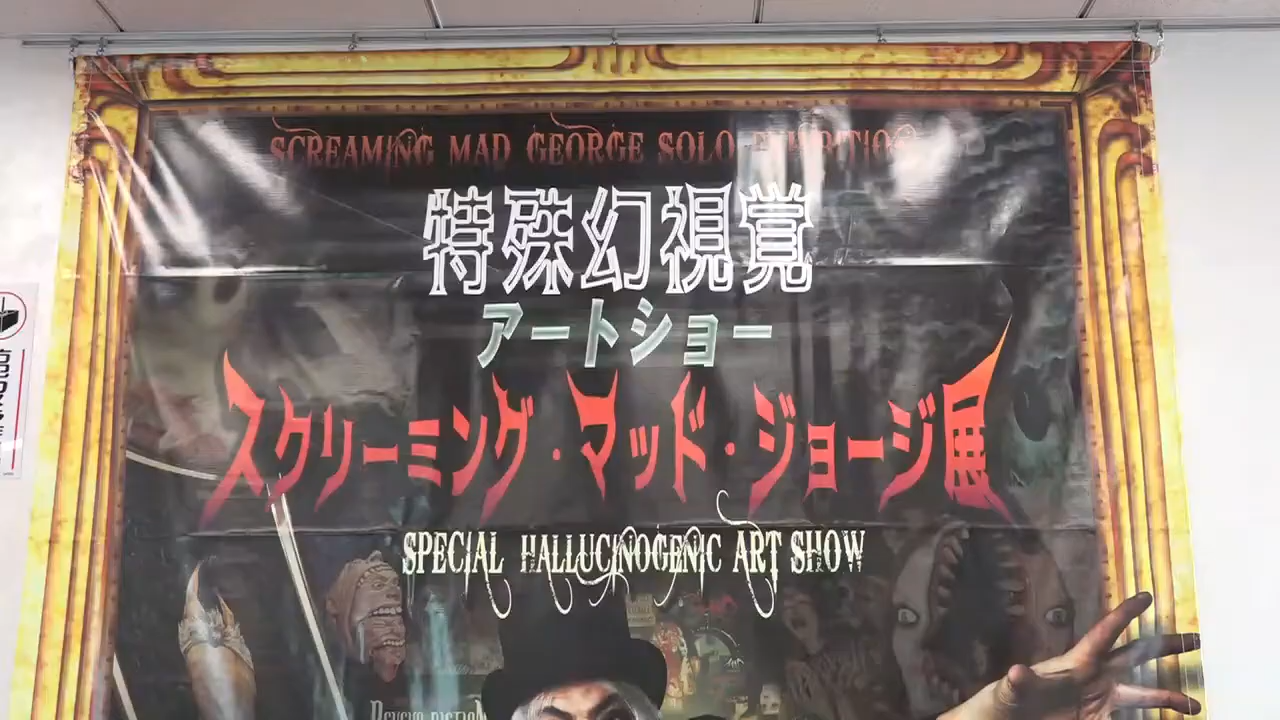 SCREAMING MAD GEORGE SOLO EXHIBITION
特殊幻視覚
アートショー
スクリーミング・マッド・ジョージ展
SPECIAL HALLUCINOGENIC ART SHOW